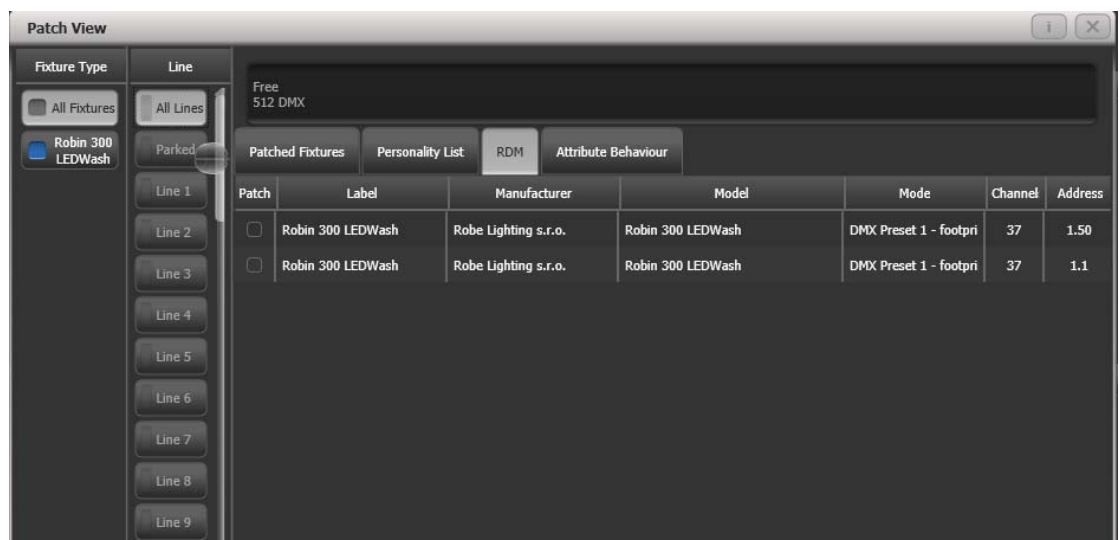 Patch View
i
Fixture Type
Line
All Fixtures
Robin 300
LEDWash
All Lines
Parked
Line 1
Line 2
Line 3
Line 4
Line 5
Line 6
Line 7
Line 8
Line 9
Free
512 DMX
Patched Fixtures Personality List RDM Attribute Behaviour
Patch Label Manufacturer Model Mode Channel Address
Robin 300 LEDWash Robe Lighting s.r.o. Robin 300 LEDWash DMX Preset 1 - footpri 37 1.50
Robin 300 LEDWash Robe Lighting s.r.o. Robin 300 LEDWash DMX Preset 1 - footpri 37 1.1